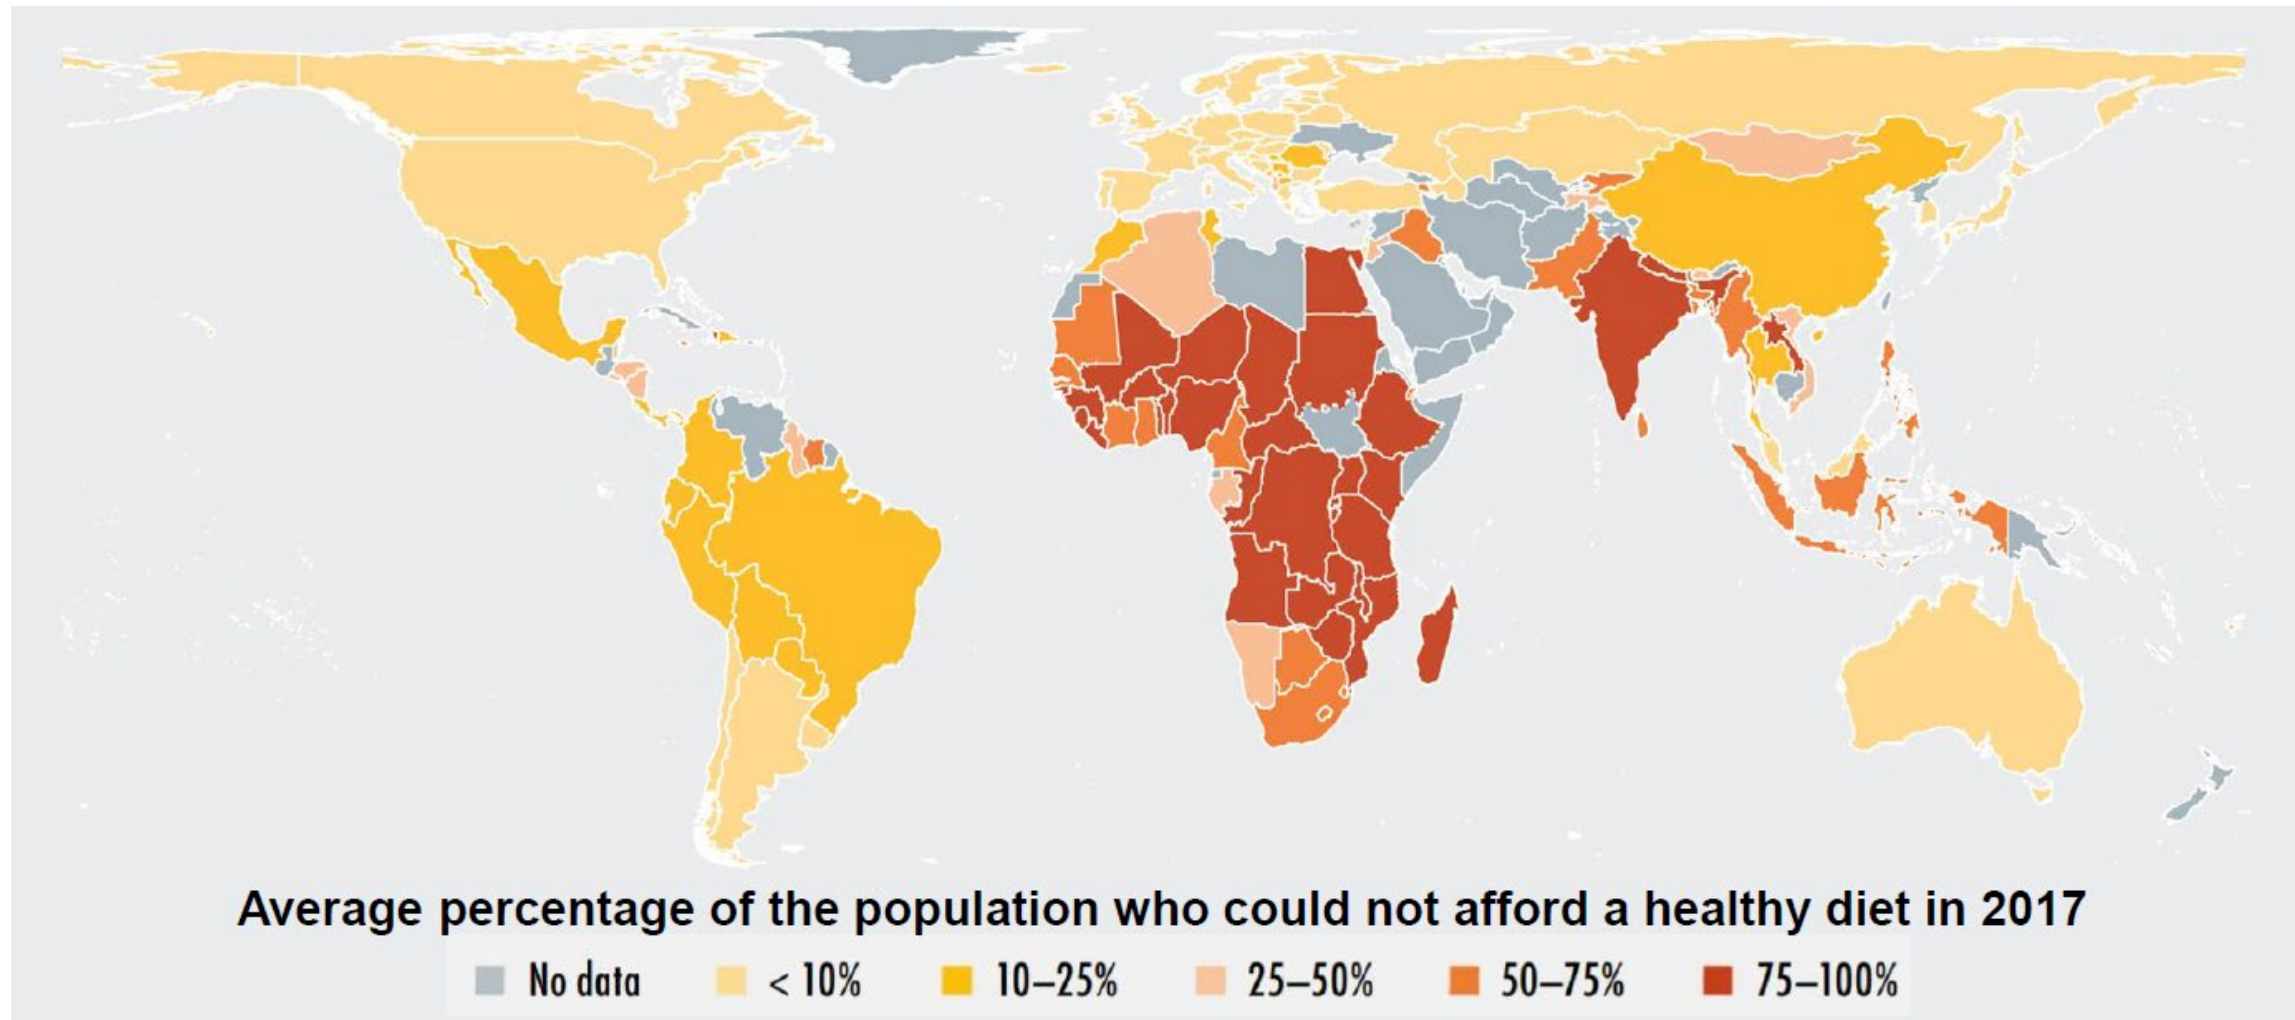 Average percentage of the population who could not afford a healthy diet in 2017
No data < 10% 10–25% 25–50% 50–75% 75–100%